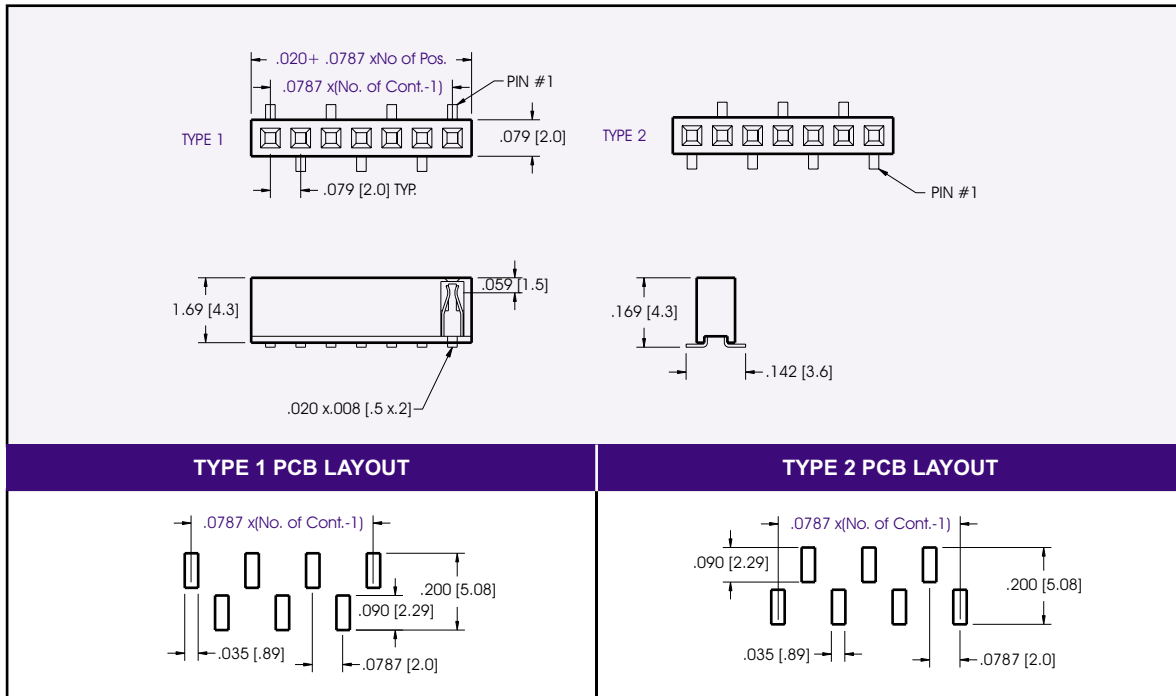 .020+ .0787 xNo of Pos.
.0787 x(No. of Cont.-1)
PIN #1
TYPE 1
.079 [2.0]
.079 [2.0] TYP.
TYPE 2
PIN #1
1.69 [4.3]
.059 [1.5]
.020 x.008 [.5 x.2]
.169 [4.3]
.142 [3.6]
TYPE 1 PCB LAYOUT
TYPE 2 PCB LAYOUT
.0787 x(No. of Cont.-1)
.200 [5.08]
.090 [2.29]
.035 [.89]
.0787 [2.0]
.0787 x(No. of Cont.-1)
.090 [2.29]
.200 [5.08]
.035 [.89]
.0787 [2.0]